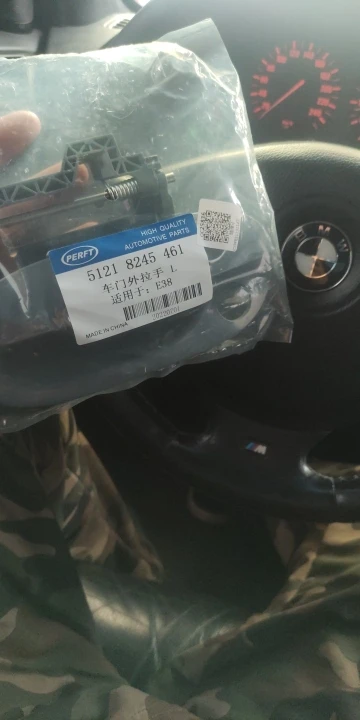 PERFT
HIGH QUALITY
AUTOMOTIVE PARTS
5121 8245 461
车门外拉手 L
适用于：E38
MADE IN CHINA
BMW
M